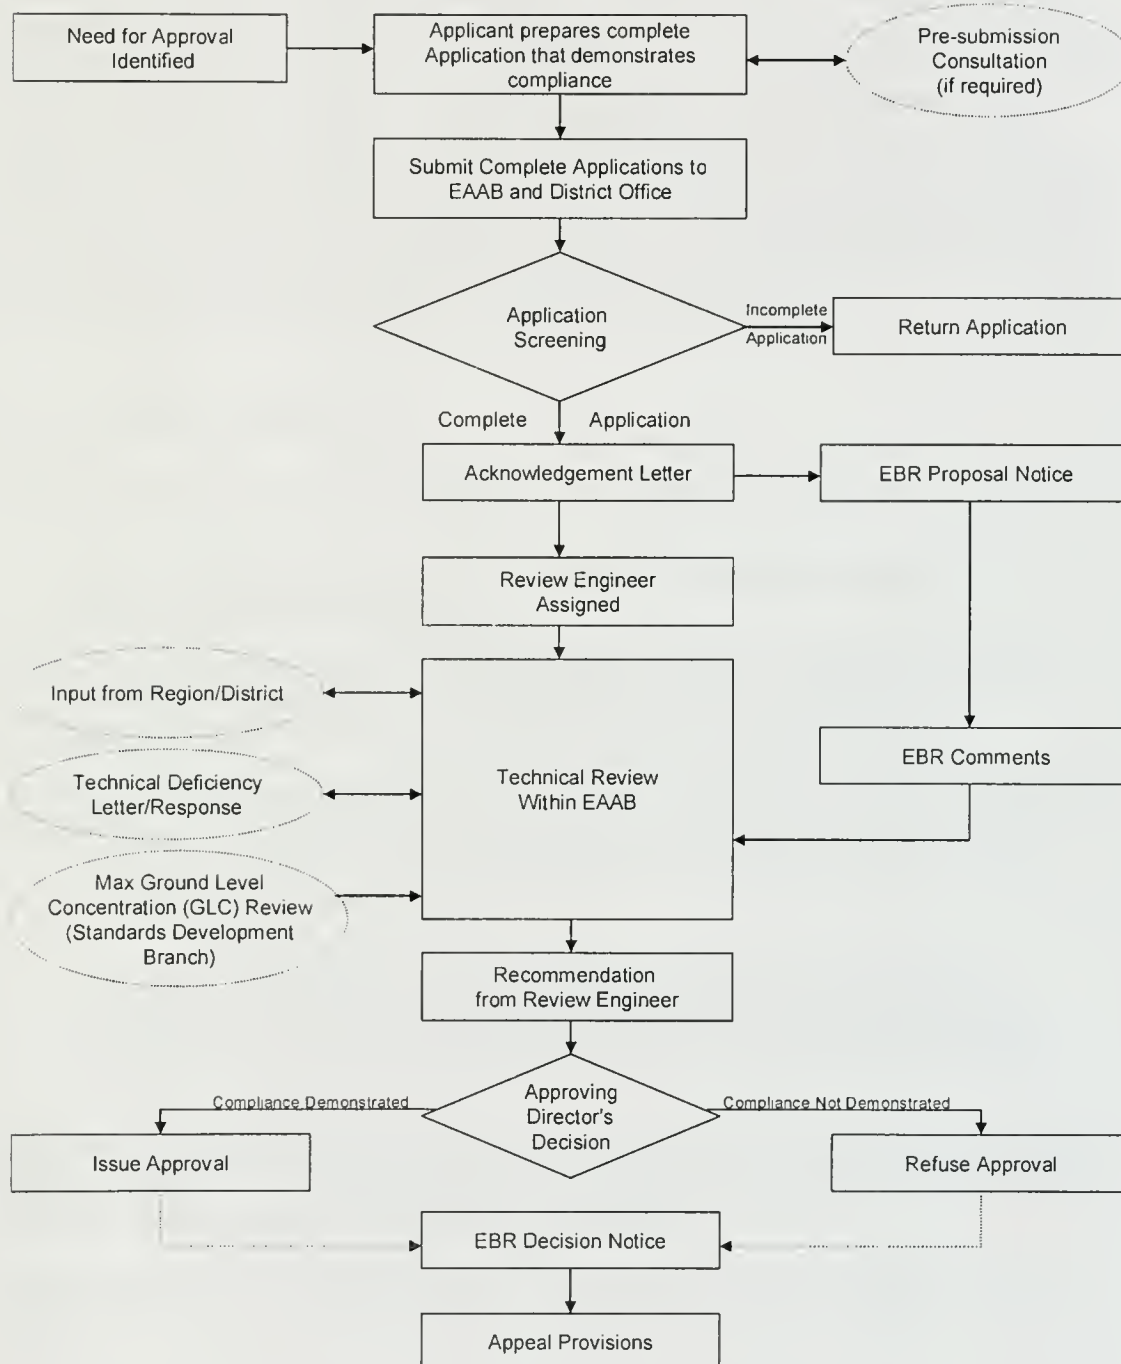 Need for Approval
Identified
Applicant prepares complete
Application that demonstrates
compliance
Pre-submission
Consultation
(if required)
Submit Complete Applications to
EAAB and District Office
Application
Screening
Incomplete
Application
Return Application
Complete Application
Acknowledgement Letter
EBR Proposal Notice
Review Engineer
Assigned
Input from Region/District
Technical Deficiency
Letter/Response
Max Ground Level
Concentration (GLC) Review
(Standards Development
Branch)
Technical Review
Within EAAB
EBR Comments
Recommendation
from Review Engineer
Approving
Director's
Decision
Compliance Demonstrated
Compliance Not Demonstrated
Issue Approval
Refuse Approval
EBR Decision Notice
Appeal Provisions